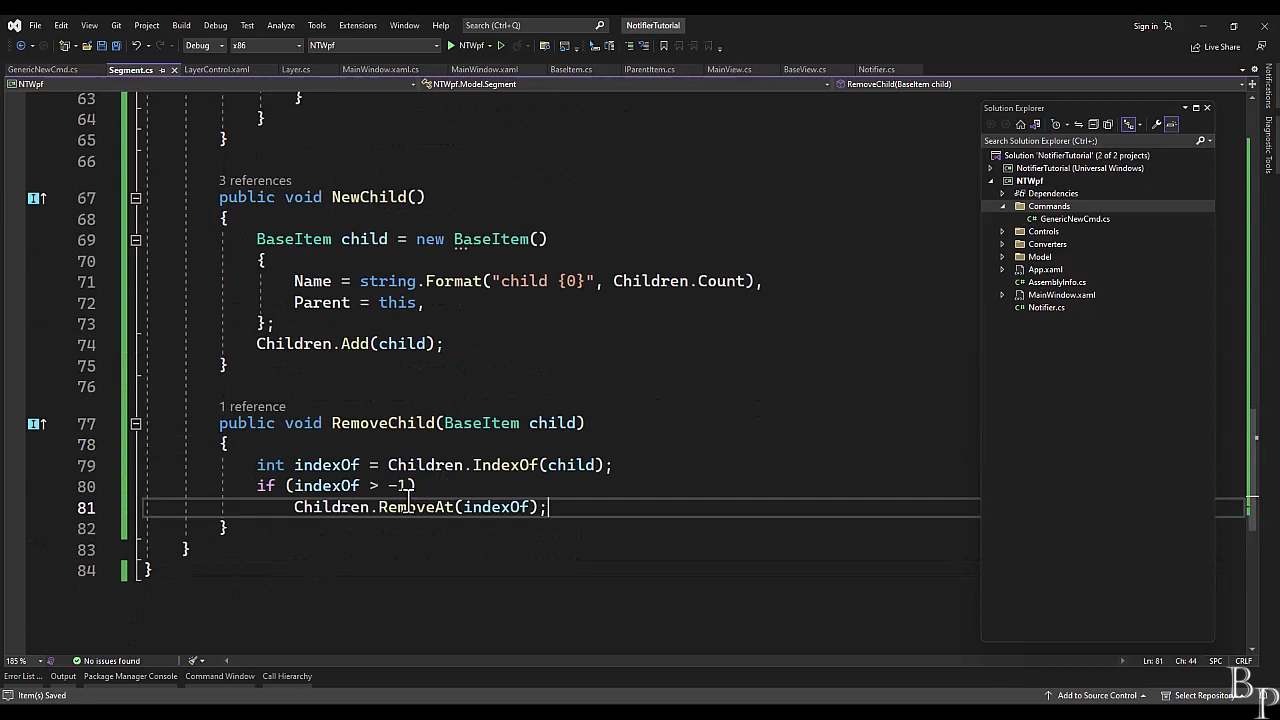 File Edit View Git Project Build Debug Test Analyze Tools Extensions Window Help Search (Ctrl+Q) NotifierTutorial Sign in
Debug x86 NTWpf NTWpf Live Share
GenericNewCmd.cs Segment.cs LayerControl.xaml Layer.cs MainWindow.xaml.cs MainWindow.xaml BaseItem.cs IParentItem.cs MainView.cs BaseView.cs Notifier.cs
NTWpf NTWpf.Model.Segment RemoveChild(BaseItem child)
63 }
64 }
65 }
66
3 references
67 public void NewChild()
68 {
69 BaseItem child = new BaseItem()
70 {
71 Name = string.Format("child {0}", Children.Count),
72 Parent = this,
73 };
74 Children.Add(child);
75 }
76
1 reference
77 public void RemoveChild(BaseItem child)
78 {
79 int indexOf = Children.IndexOf(child);
80 if (indexOf > -1)
81 Children.RemoveAt(indexOf);
82 }
83 }
84 }
Solution Explorer
Search Solution Explorer (Ctrl+;)
Solution 'NotifierTutorial' (2 of 2 projects)
NotifierTutorial (Universal Windows)
NTWpf
Dependencies
Commands
GenericNewCmd.cs
Controls
Converters
Model
App.xaml
AssemblyInfo.cs
MainWindow.xaml
Notifier.cs
Notifications
Diagnostic Tools
185 % No issues found Ln: 81 Ch: 44 SPC CRLF
Error List ... Output Package Manager Console Command Window Call Hierarchy
Item(s) Saved Add to Source Control Select Repository
BP